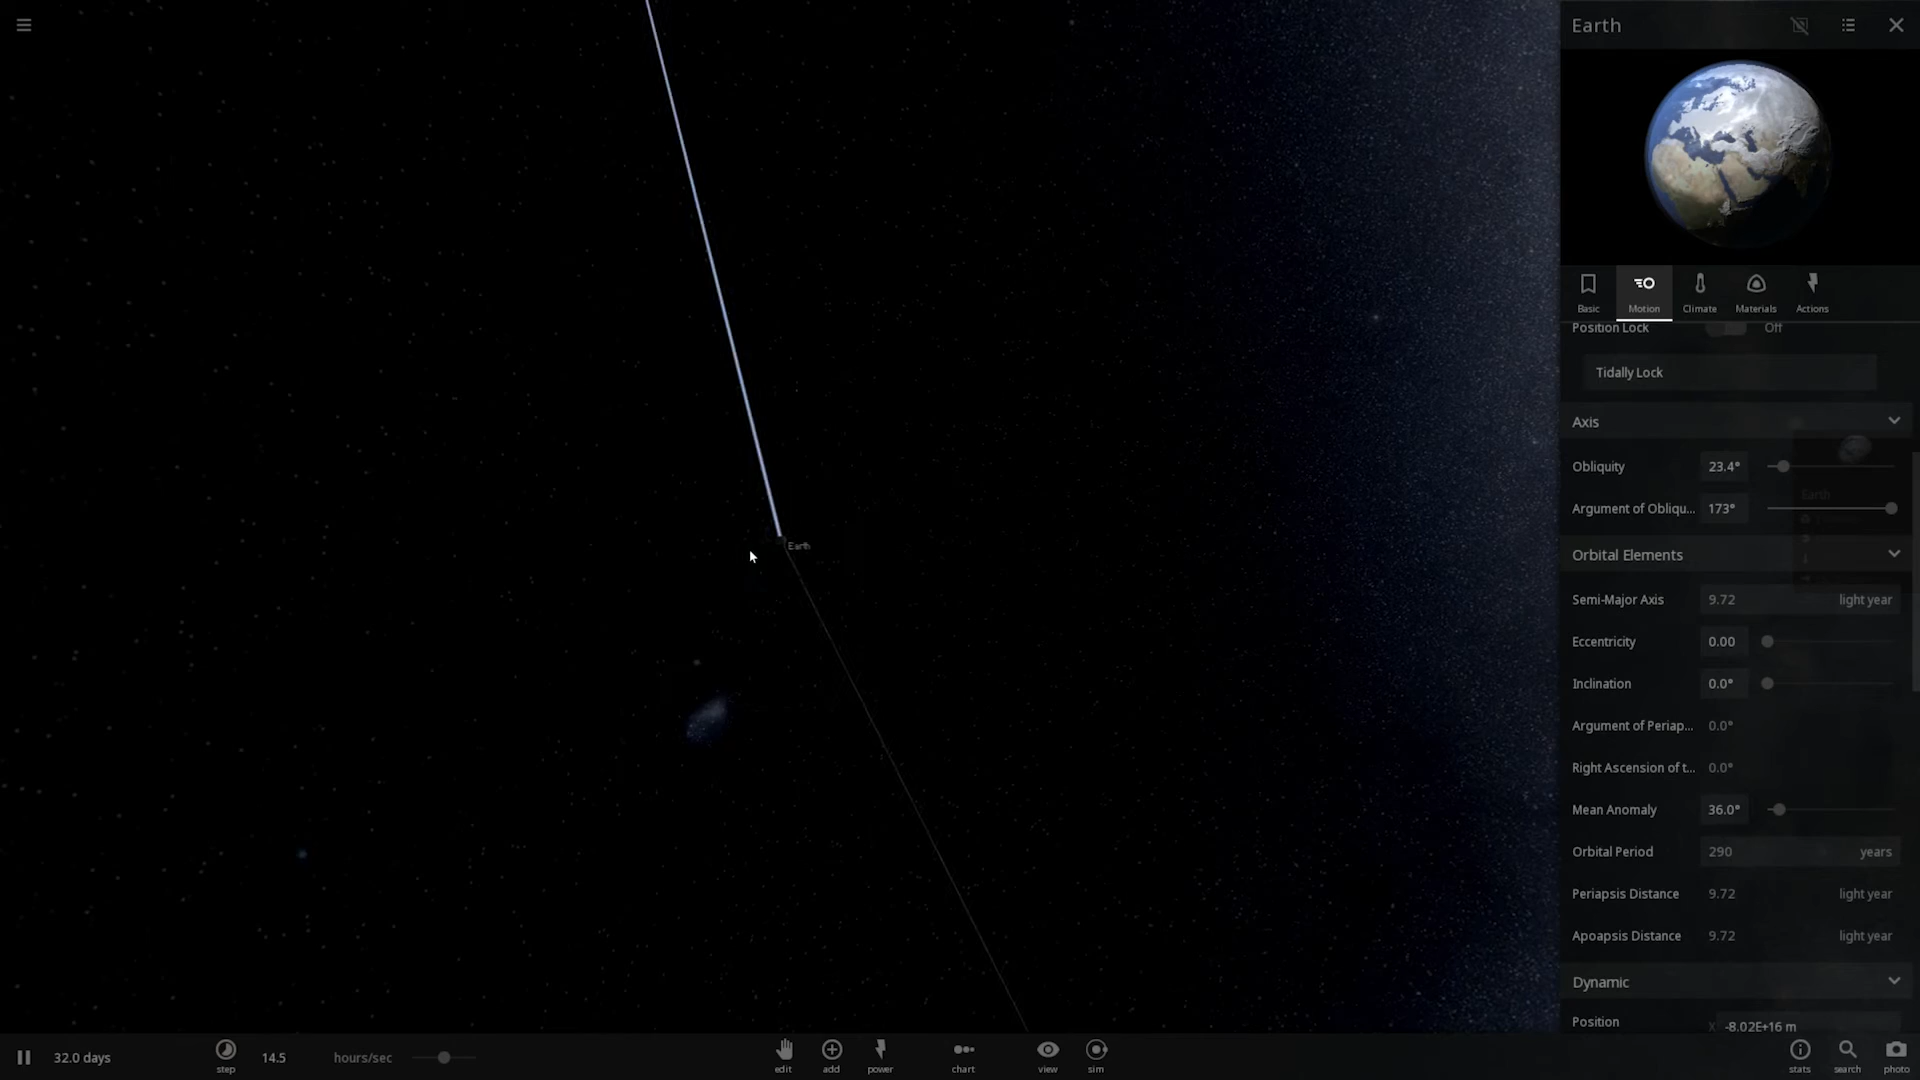 Earth
Basic
Motion
Climate
Materials
Actions
Position Lock
Off
Tidally Lock
Axis
Obliquity
23.4°
Argument of Obliqu...
173°
Earth
Orbital Elements
Semi-Major Axis
9.72
light year
Eccentricity
0.00
Inclination
0.0°
Argument of Periap...
0.0°
Right Ascension of t...
0.0°
Mean Anomaly
36.0°
Orbital Period
290
years
Periapsis Distance
9.72
light year
Apoapsis Distance
9.72
light year
Dynamic
Position
X
-8.02E+16 m
Earth
32.0 days
step
14.5
hours/sec
edit
add
power
chart
view
sim
stats
search
photo